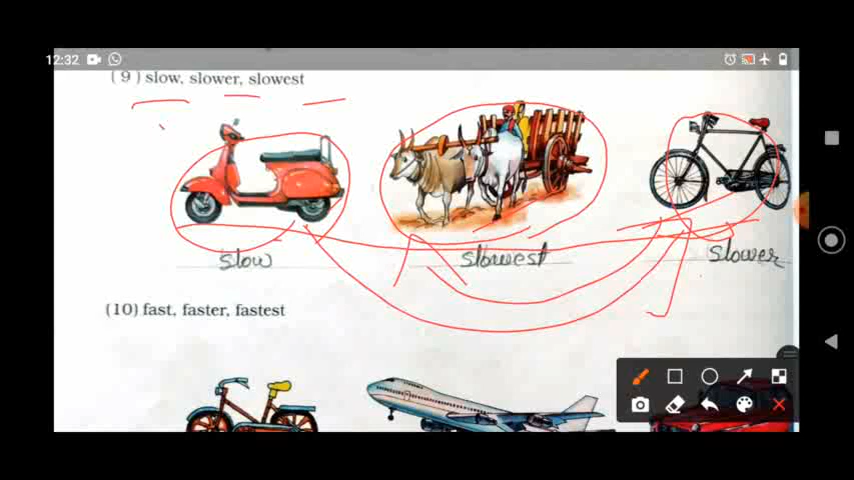 12:32
(9) slow, slower, slowest
slow slowest slower
(10) fast, faster, fastest